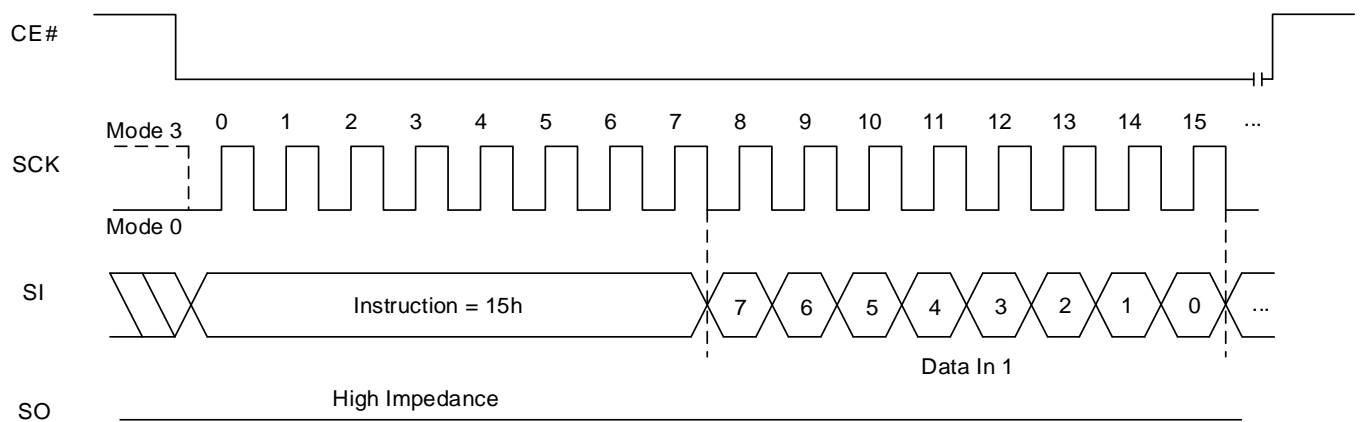 CE#
Mode 3 0 1 2 3 4 5 6 7 8 9 10 11 12 13 14 15 ...
SCK
Mode 0
SI Instruction = 15h 7 6 5 4 3 2 1 0 ...
Data In 1
High Impedance
SO